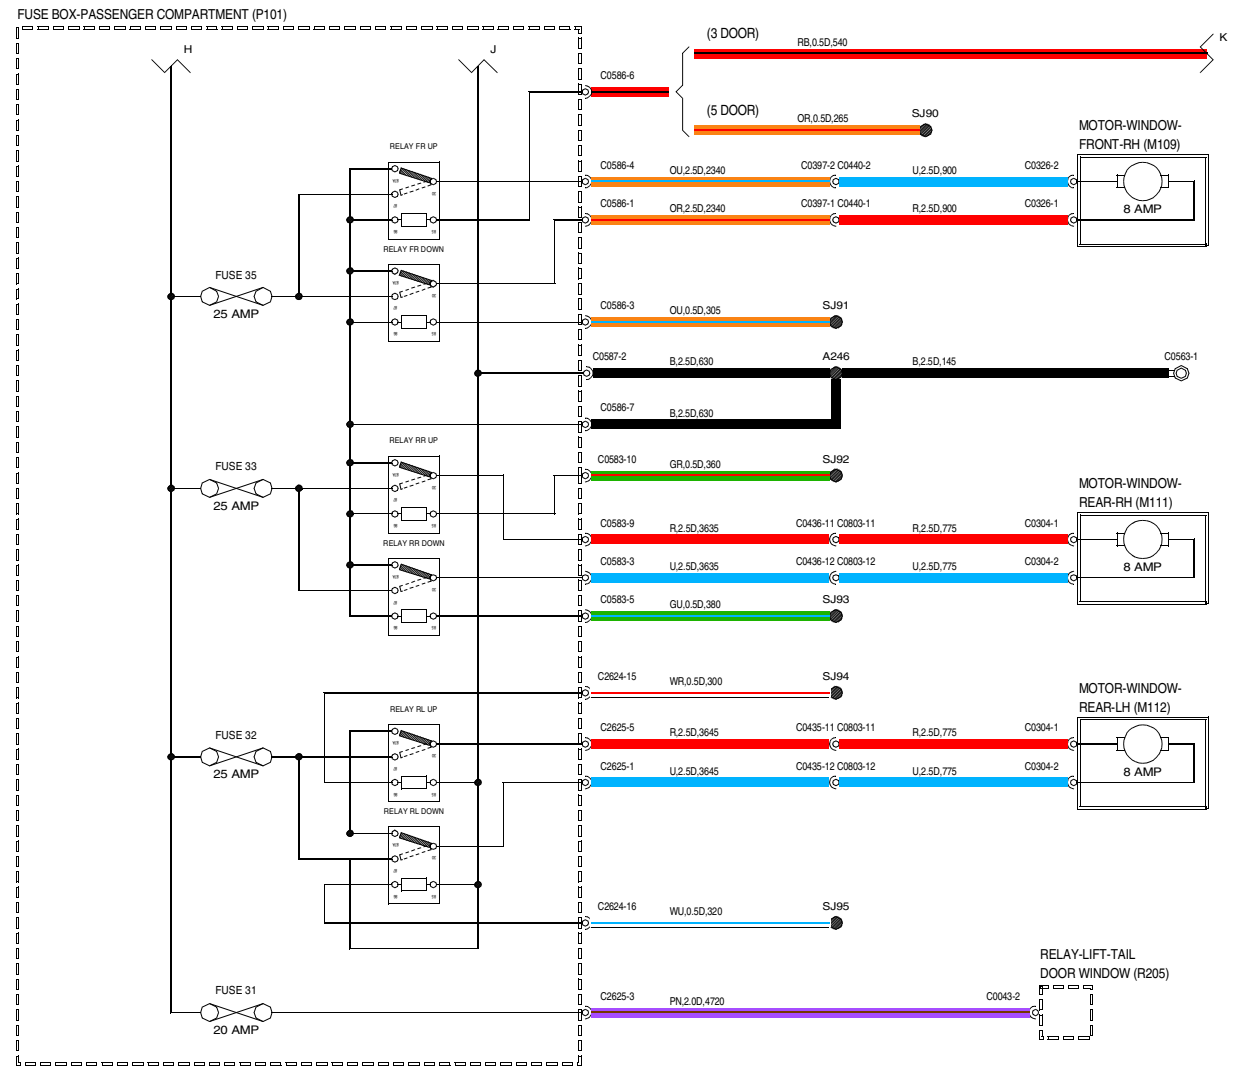 FUSE BOX-PASSENGER COMPARTMENT (P101)
H
J
(3 DOOR)
RB,0.5D,540
K
C0586-6
(5 DOOR)
OR,0.5D,265
SJ90
MOTOR-WINDOW-
FRONT-RH (M109)
RELAY FR UP
C0586-4
OU,2.5D,2340
C0397-2 C0440-2
U,2.5D,900
C0326-2
C0586-1
OR,2.5D,2340
C0397-1 C0440-1
R,2.5D,900
C0326-1
8 AMP
RELAY FR DOWN
FUSE 35
25 AMP
C0586-3
OU,0.5D,305
SJ91
C0587-2
B,2.5D,630
A246
B,2.5D,145
C0563-1
C0586-7
B,2.5D,630
RELAY RR UP
FUSE 33
25 AMP
C0583-10
GR,0.5D,360
SJ92
MOTOR-WINDOW-
REAR-RH (M111)
C0583-9
R,2.5D,3635
C0436-11 C0803-11
R,2.5D,775
C0304-1
RELAY RR DOWN
C0583-3
U,2.5D,3635
C0436-12 C0803-12
U,2.5D,775
C0304-2
8 AMP
C0583-5
GU,0.5D,380
SJ93
C2624-15
WR,0.5D,300
SJ94
MOTOR-WINDOW-
REAR-LH (M112)
RELAY RL UP
FUSE 32
25 AMP
C2625-5
R,2.5D,3645
C0435-11 C0803-11
R,2.5D,775
C0304-1
C2625-1
U,2.5D,3645
C0435-12 C0803-12
U,2.5D,775
C0304-2
8 AMP
RELAY RL DOWN
C2624-16
WU,0.5D,320
SJ95
RELAY-LIFT-TAIL
DOOR WINDOW (R205)
FUSE 31
20 AMP
C2625-3
PN,2.0D,4720
C0043-2